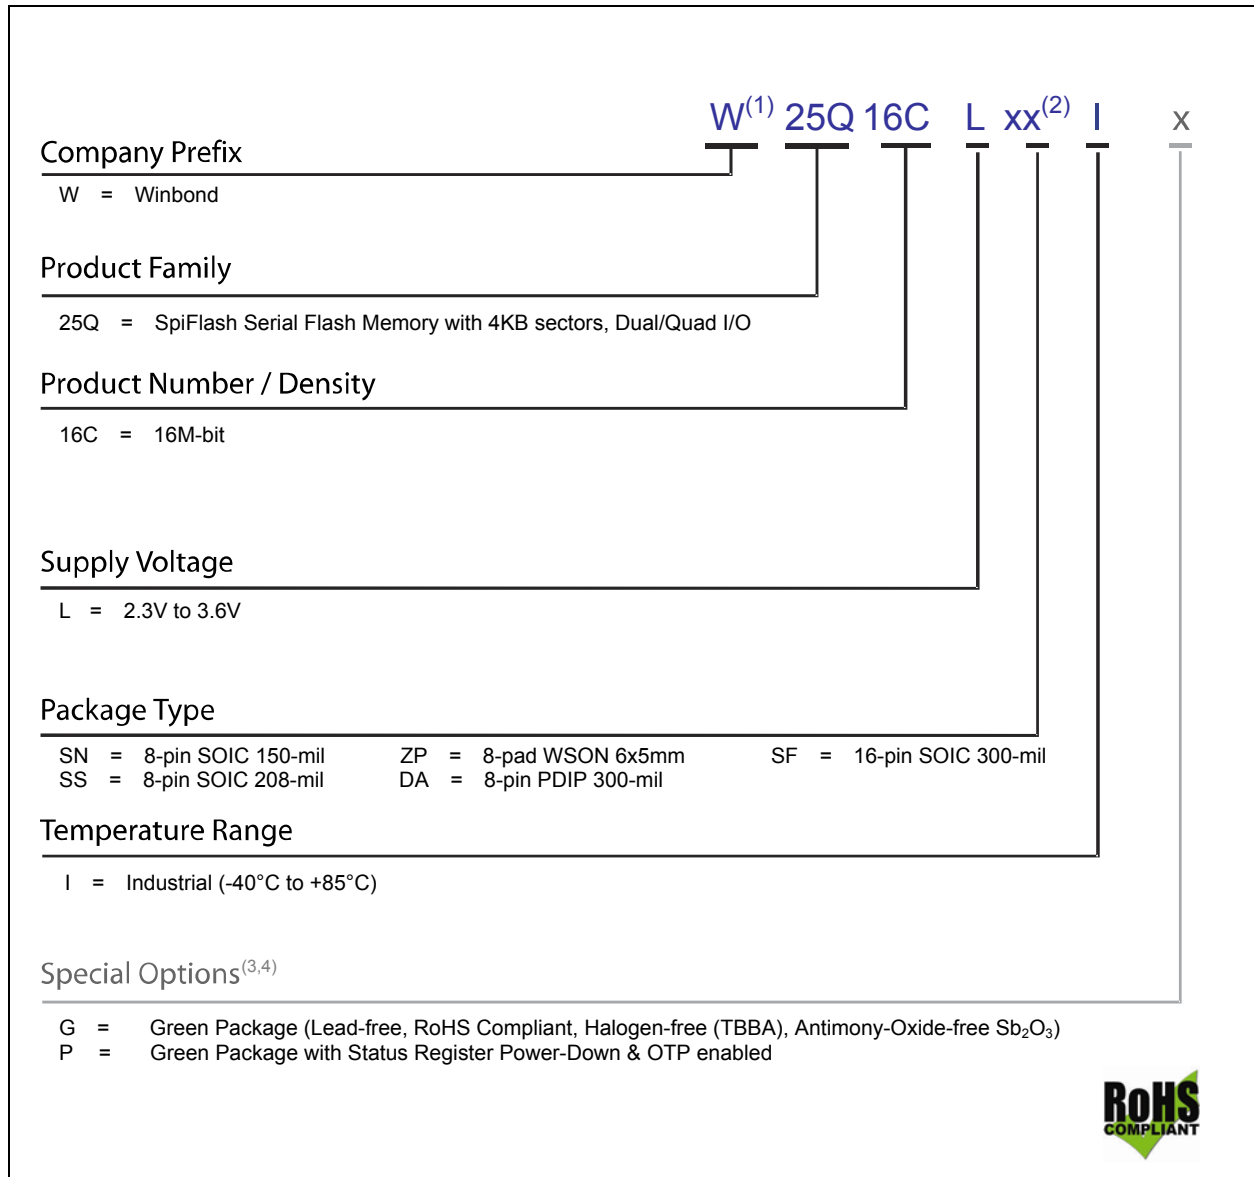 W(1) 25Q 16C L xx(2) I x
Company Prefix
W = Winbond
Product Family
25Q = SpiFlash Serial Flash Memory with 4KB sectors, Dual/Quad I/O
Product Number / Density
16C = 16M-bit
Supply Voltage
L = 2.3V to 3.6V
Package Type
SN = 8-pin SOIC 150-mil ZP = 8-pad WSON 6x5mm SF = 16-pin SOIC 300-mil
SS = 8-pin SOIC 208-mil DA = 8-pin PDIP 300-mil
Temperature Range
I = Industrial (-40°C to +85°C)
Special Options(3,4)
G = Green Package (Lead-free, RoHS Compliant, Halogen-free (TBBA), Antimony-Oxide-free Sb2O3)
P = Green Package with Status Register Power-Down & OTP enabled
RoHS
COMPLIANT